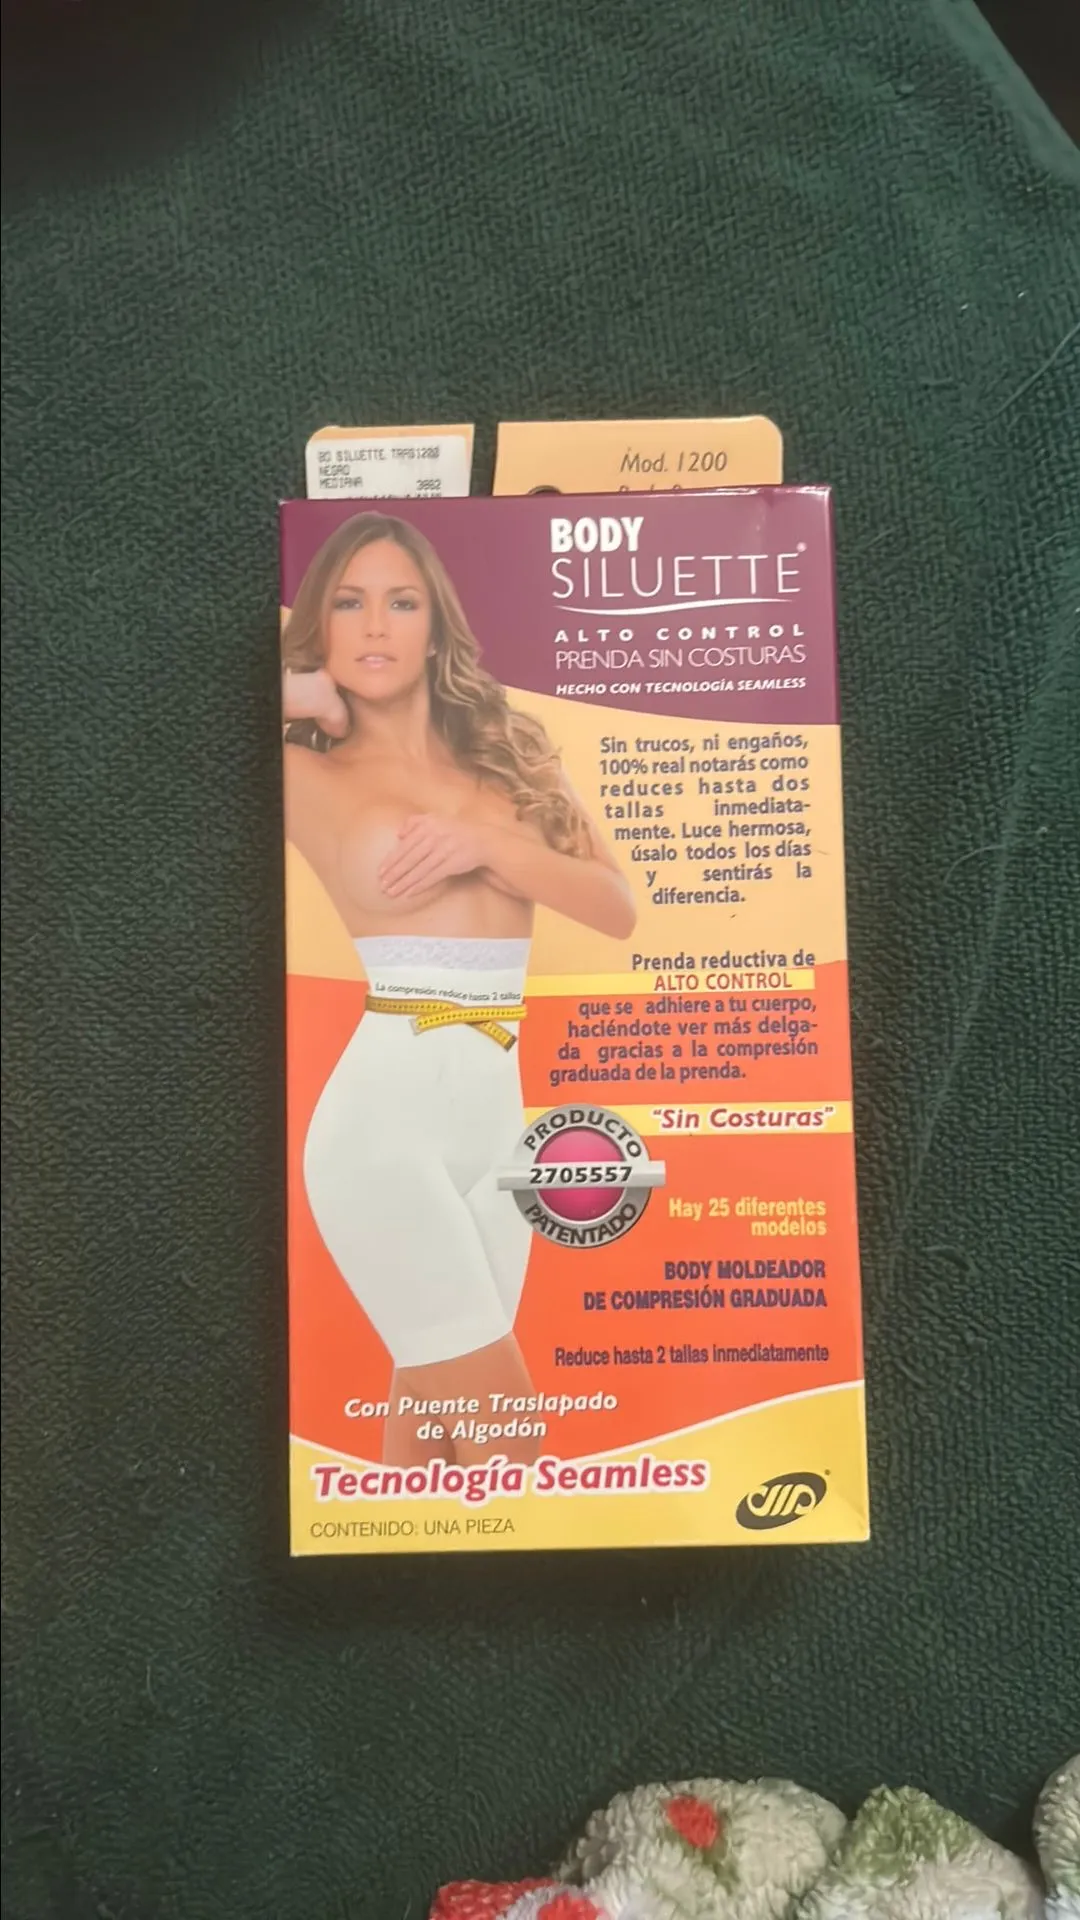 BO SILUETTE TRAS1200
NEGRO
MEDIANA 3002
Mod. 1200
BODY
SILUETTE®
ALTO CONTROL
PRENDA SIN COSTURAS
HECHO CON TECNOLOGÍA SEAMLESS
Sin trucos, ni engaños,
100% real notarás como
reduces hasta dos
tallas inmediata-
mente. Luce hermosa,
úsalo todos los días
y sentirás la
diferencia.
Prenda reductiva de
ALTO CONTROL
que se adhiere a tu cuerpo,
haciéndote ver más delga-
da gracias a la compresión
graduada de la prenda.
La compresión reduce hasta 2 tallas
"Sin Costuras"
PRODUCTO
2705557
PATENTADO
Hay 25 diferentes
modelos
BODY MOLDEADOR
DE COMPRESIÓN GRADUADA
Reduce hasta 2 tallas inmediatamente
Con Puente Traslapado
de Algodón
Tecnología Seamless
CONTENIDO: UNA PIEZA